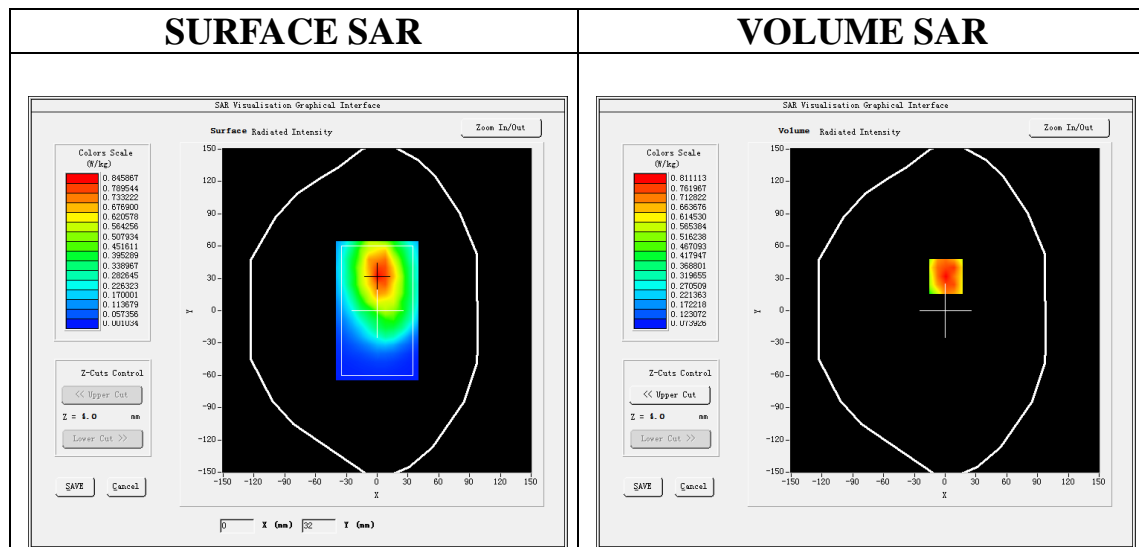 SURFACE SAR
VOLUME SAR
SAR Visualisation Graphical Interface
Surface Radiated Intensity
Zoom In/Out
Colors Scale
(W/kg)
0.845867
0.789544
0.733222
0.676900
0.620578
0.564256
0.507934
0.451611
0.395289
0.338967
0.282645
0.226323
0.170001
0.113679
0.057356
0.001034
Z-Cuts Control
<< Upper Cut
Z = 4.0 mm
Lower Cut >>
SAVE
Cancel
150
120
90
60
30
0
-30
-60
-90
-120
-150
Y
-150 -120 -90 -60 -30 0 30 60 90 120 150
X
0 X (mm) 32 Y (mm)
SAR Visualisation Graphical Interface
Volume Radiated Intensity
Zoom In/Out
Colors Scale
(W/kg)
0.811113
0.761967
0.712822
0.663676
0.614530
0.565384
0.516238
0.467093
0.417947
0.368801
0.319655
0.270509
0.221363
0.172218
0.123072
0.073926
Z-Cuts Control
<< Upper Cut
Z = 4.0 mm
Lower Cut >>
SAVE
Cancel
150
120
90
60
30
0
-30
-60
-90
-120
-150
Y
-150 -120 -90 -60 -30 0 30 60 90 120 150
X